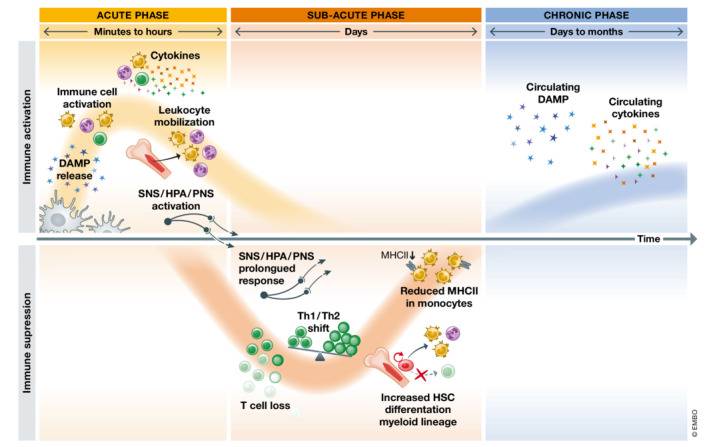 ACUTE PHASE
SUB-ACUTE PHASE
CHRONIC PHASE
Minutes to hours
Days
Days to months
Immune activation
Cytokines
Immune cell
activation
Leukocyte
mobilization
DAMP
release
SNS/HPA/PNS
activation
Circulating
DAMP
Circulating
cytokines
Time
Immune supression
SNS/HPA/PNS
prolongued
response
MHCII
Reduced MHCII
in monocytes
Th1/Th2
shift
T cell loss
Increased HSC
differentation
myeloid lineage
© EMBO